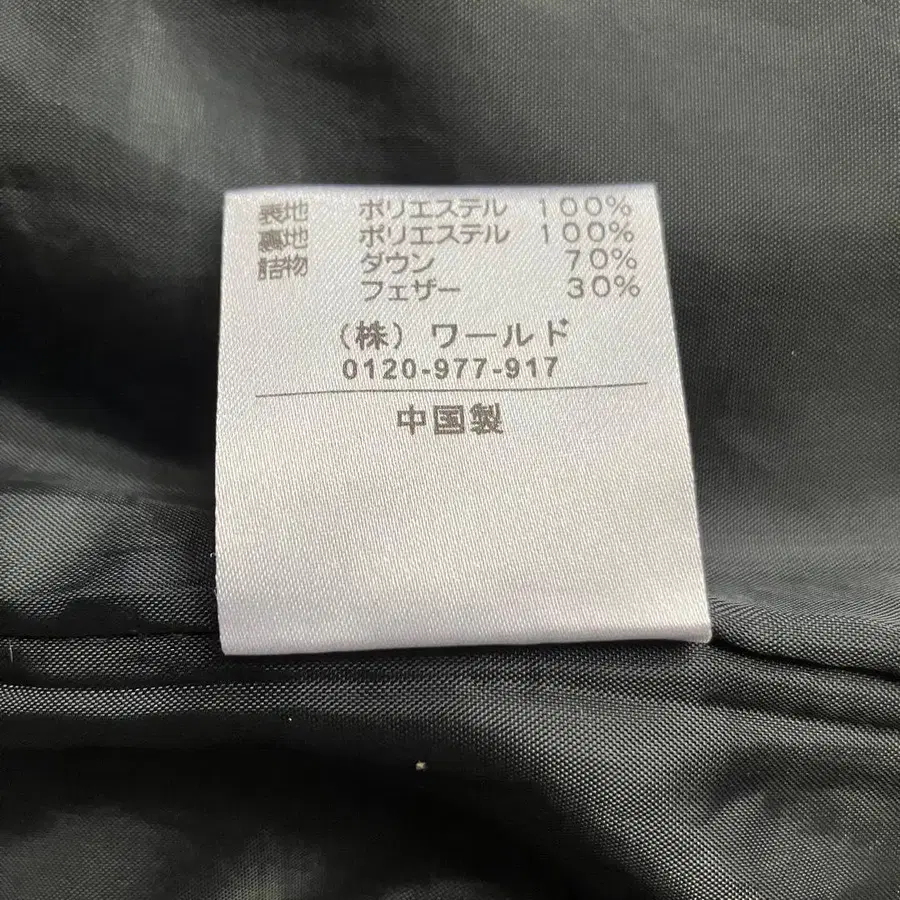 表地 ポリエステル 100%
裏地 ポリエステル 100%
詰物 ダウン 70%
フェザー 30%
(株) ワールド
0120-977-917
中国製